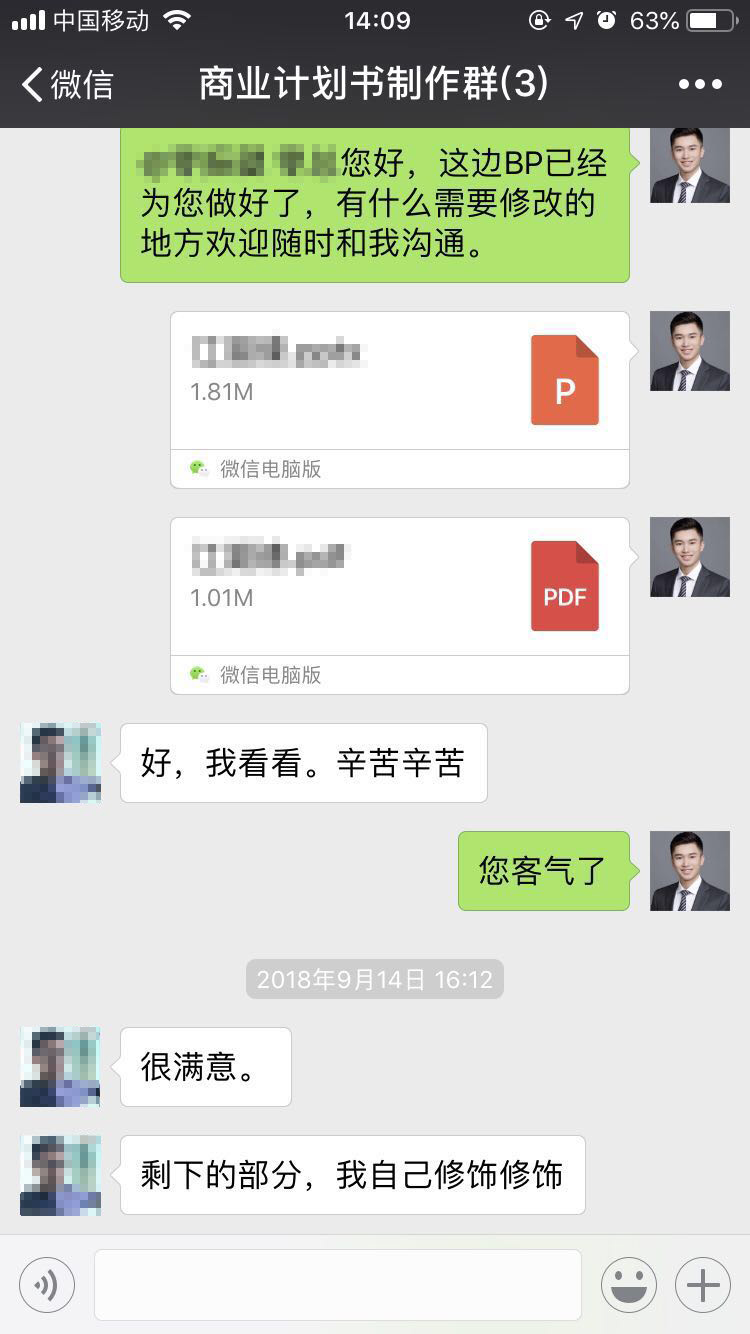 中国移动
14:09
63%
微信
商业计划书制作群(3)
您好，这边BP已经
为您做好了，有什么需要修改的
地方欢迎随时和我沟通。
1.81M
P
微信电脑版
1.01M
PDF
微信电脑版
好，我看看。辛苦辛苦
您客气了
2018年9月14日 16:12
很满意。
剩下的部分，我自己修饰修饰